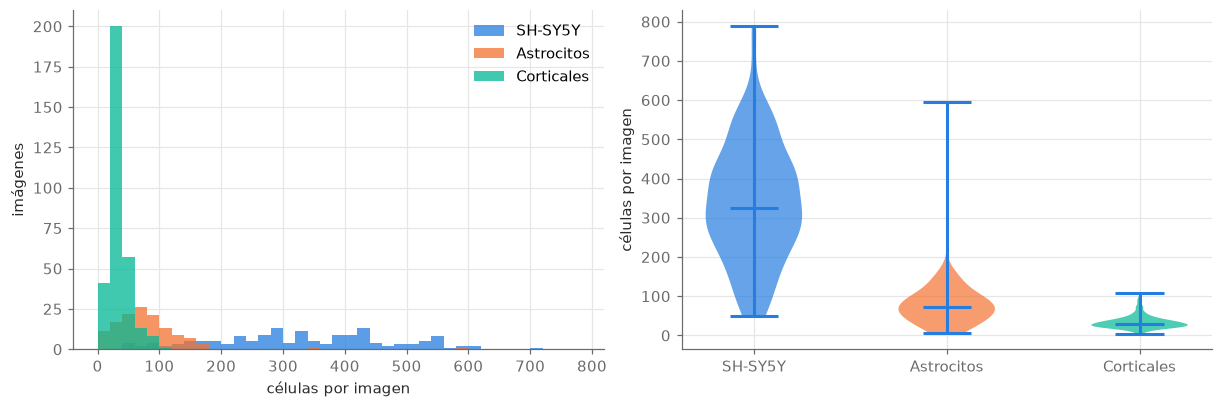 200
175
150
125
100
75
50
25
0
imágenes
0 100 200 300 400 500 600 700 800
células por imagen
SH-SY5Y
Astrocitos
Corticales
800
700
600
500
400
300
200
100
0
células por imagen
SH-SY5Y Astrocitos Corticales